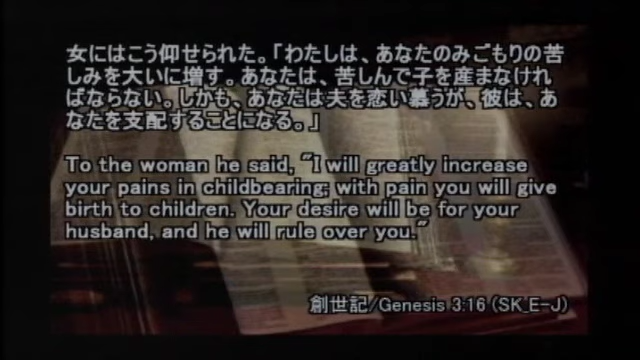 女にはこう仰せられた。「わたしは、あなたのみごもりの苦
しみを大いに増す。あなたは、苦しんで子を産まなけれ
ばならない。しかも、あなたは夫を恋い慕うが、彼は、あ
なたを支配することになる。」
To the woman he said, "I will greatly increase
your pains in childbearing; with pain you will give
birth to children. Your desire will be for your
husband, and he will rule over you."
創世記/Genesis 3:16 (SK_E-J)